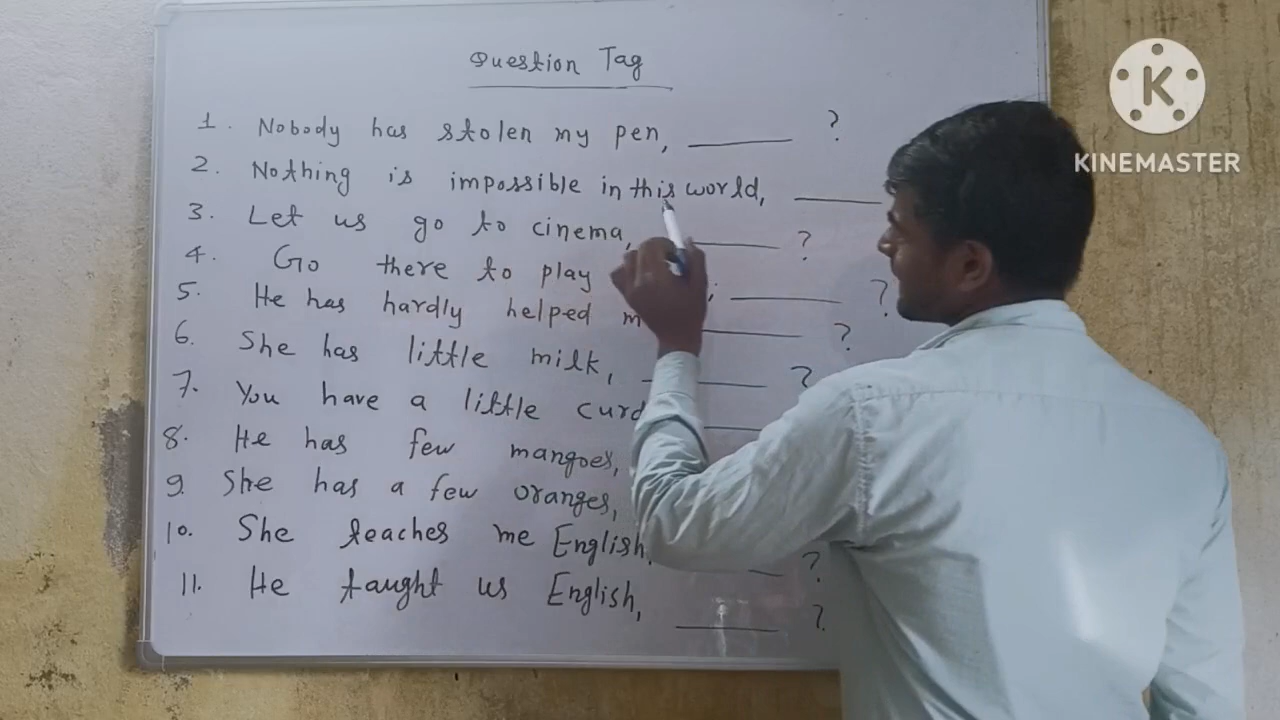 Question Tag
1. Nobody has stolen my pen, ______ ?
2. Nothing is impossible in this world, ______
3. Let us go to cinema, ______ ?
4. Go there to play ; ______ ?
5. He has hardly helped ______ ?
6. She has little milk, ______ ?
7. You have a little curd ______
8. He has few mangoes,
9. She has a few oranges,
10. She teaches me English, ______ ?
11. He taught us English, ______ ?
K
KINEMASTER